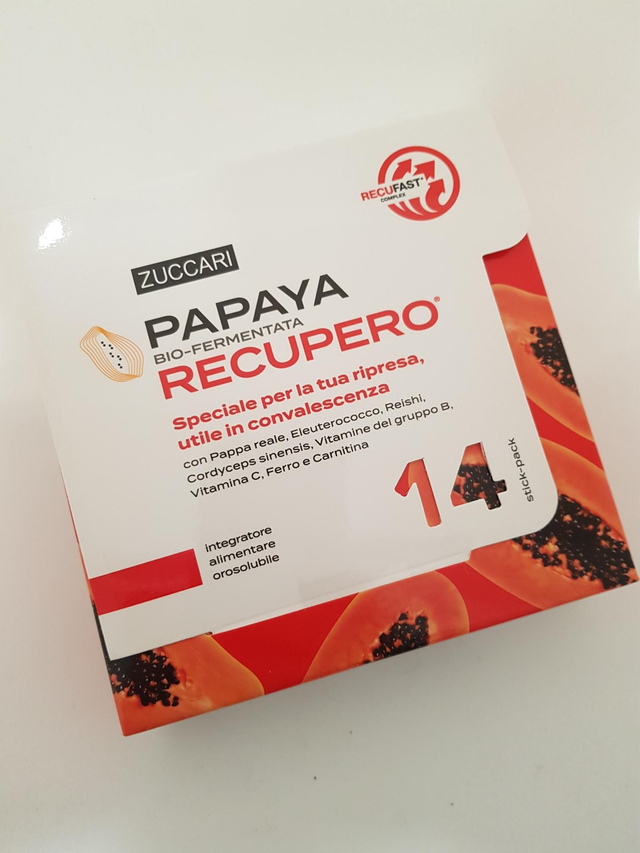 RECUFAST®
COMPLEX
ZUCCARI
PAPAYA
BIO-FERMENTATA
RECUPERO®
Speciale per la tua ripresa,
utile in convalescenza
con Pappa reale, Eleuterococco, Reishi,
Cordyceps sinensis, Vitamine del gruppo B,
Vitamina C, Ferro e Carnitina
14
stick-pack
integratore
alimentare
orosolubile